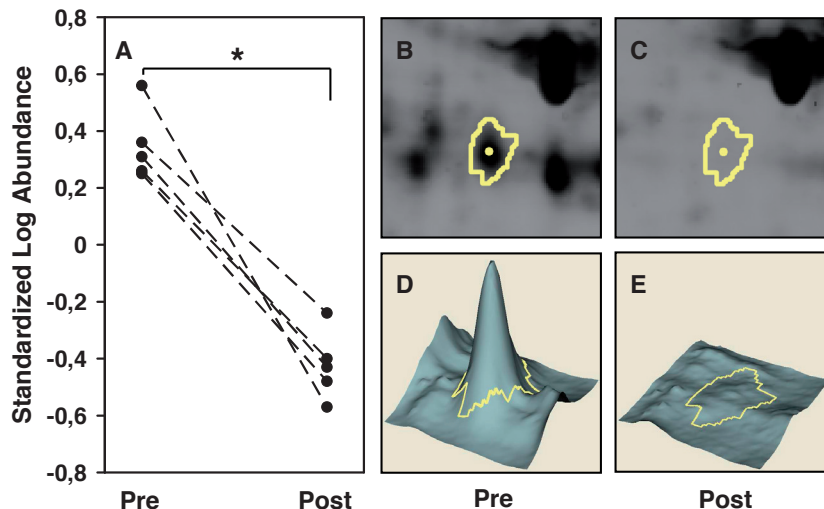 Standardized Log Abundance
0,8
0,6
0,4
0,2
0
-0,2
-0,4
-0,6
-0,8
A
*
Pre Post
B
C
D
E
Pre
Post